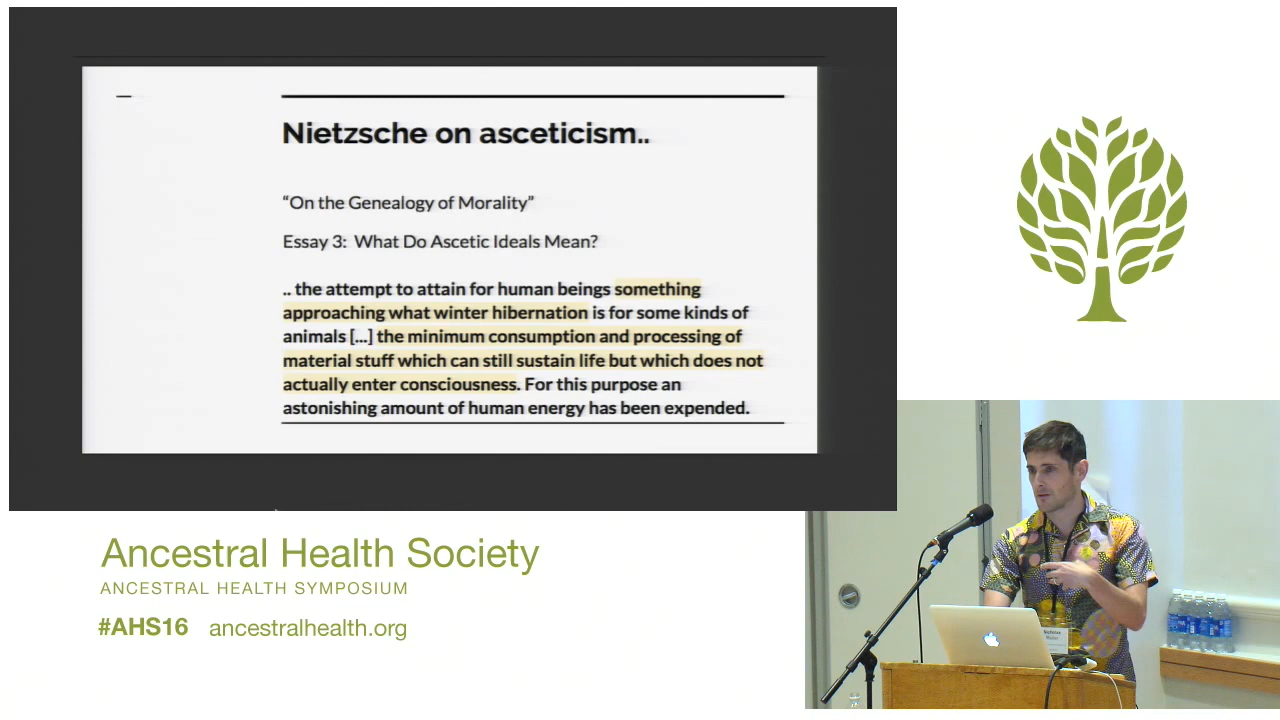 Nietzsche on asceticism..
“On the Genealogy of Morality”
Essay 3: What Do Ascetic Ideals Mean?
.. the attempt to attain for human beings something
approaching what winter hibernation is for some kinds of
animals [...] the minimum consumption and processing of
material stuff which can still sustain life but which does not
actually enter consciousness. For this purpose an
astonishing amount of human energy has been expended.
Ancestral Health Society
ANCESTRAL HEALTH SYMPOSIUM
#AHS16 ancestralhealth.org